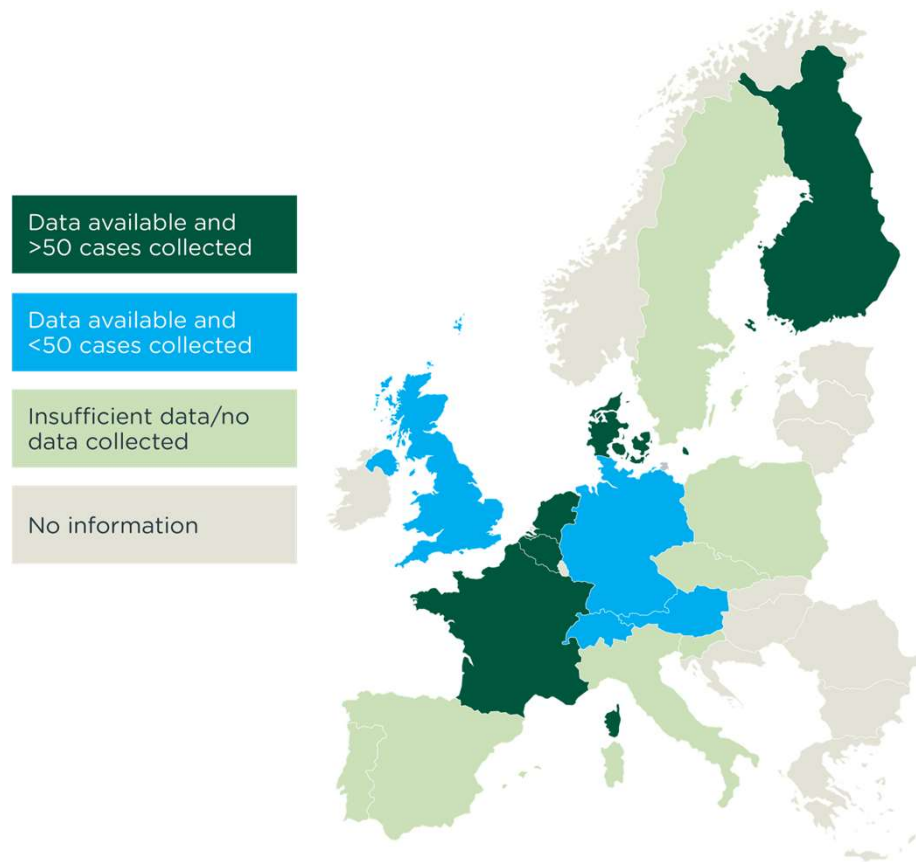 Data available and
>50 cases collected
Data available and
<50 cases collected
Insufficient data/no
data collected
No information